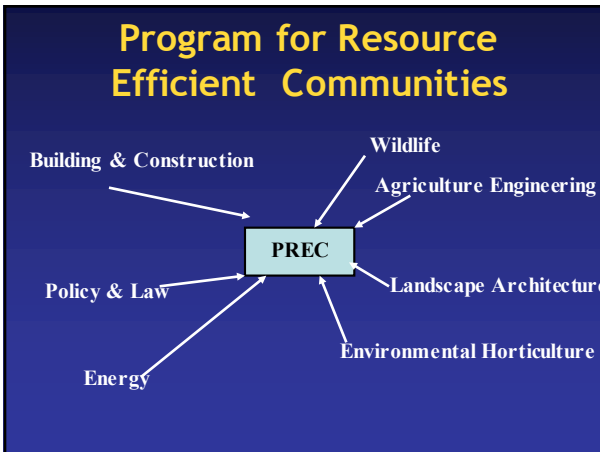 Program for Resource
Efficient Communities
Wildlife
Building & Construction
Agriculture Engineering
PREC
Policy & Law
Landscape Architecture
Environmental Horticulture
Energy